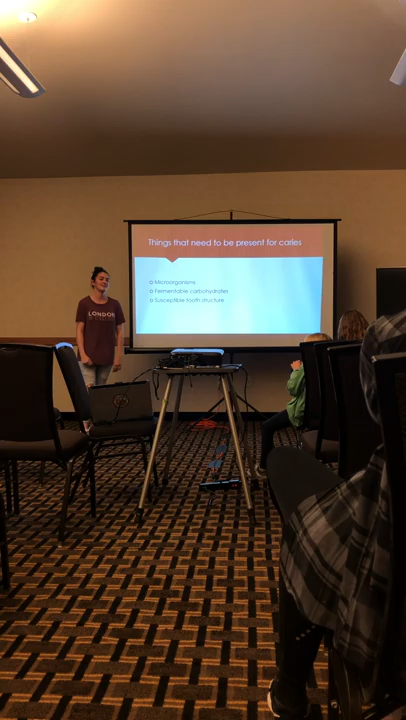 Things that need to be present for caries
Microorganisms
Fermentable carbohydrates
Susceptible tooth structure
LONDON